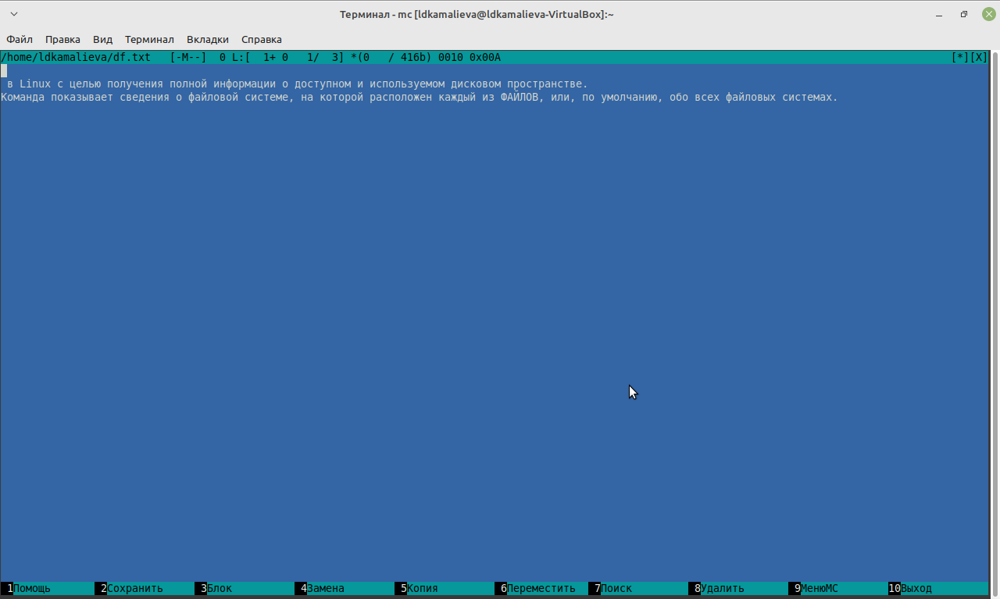 Терминал - mc [ldkamalieva@ldkamalieva-VirtualBox]:~
Файл Правка Вид Терминал Вкладки Справка
/home/ldkamalieva/df.txt [-M--] 0 L:[ 1+ 0 1/ 3] *(0 / 416b) 0010 0x00A [*][X]
в Linux с целью получения полной информации о доступном и используемом дисковом пространстве.
Команда показывает сведения о файловой системе, на которой расположен каждый из ФАЙЛОВ, или, по умолчанию, обо всех файловых системах.
1Помощь 2Сохранить 3Блок 4Замена 5Копия 6Переместить 7Поиск 8Удалить 9МенюМС 10Выход